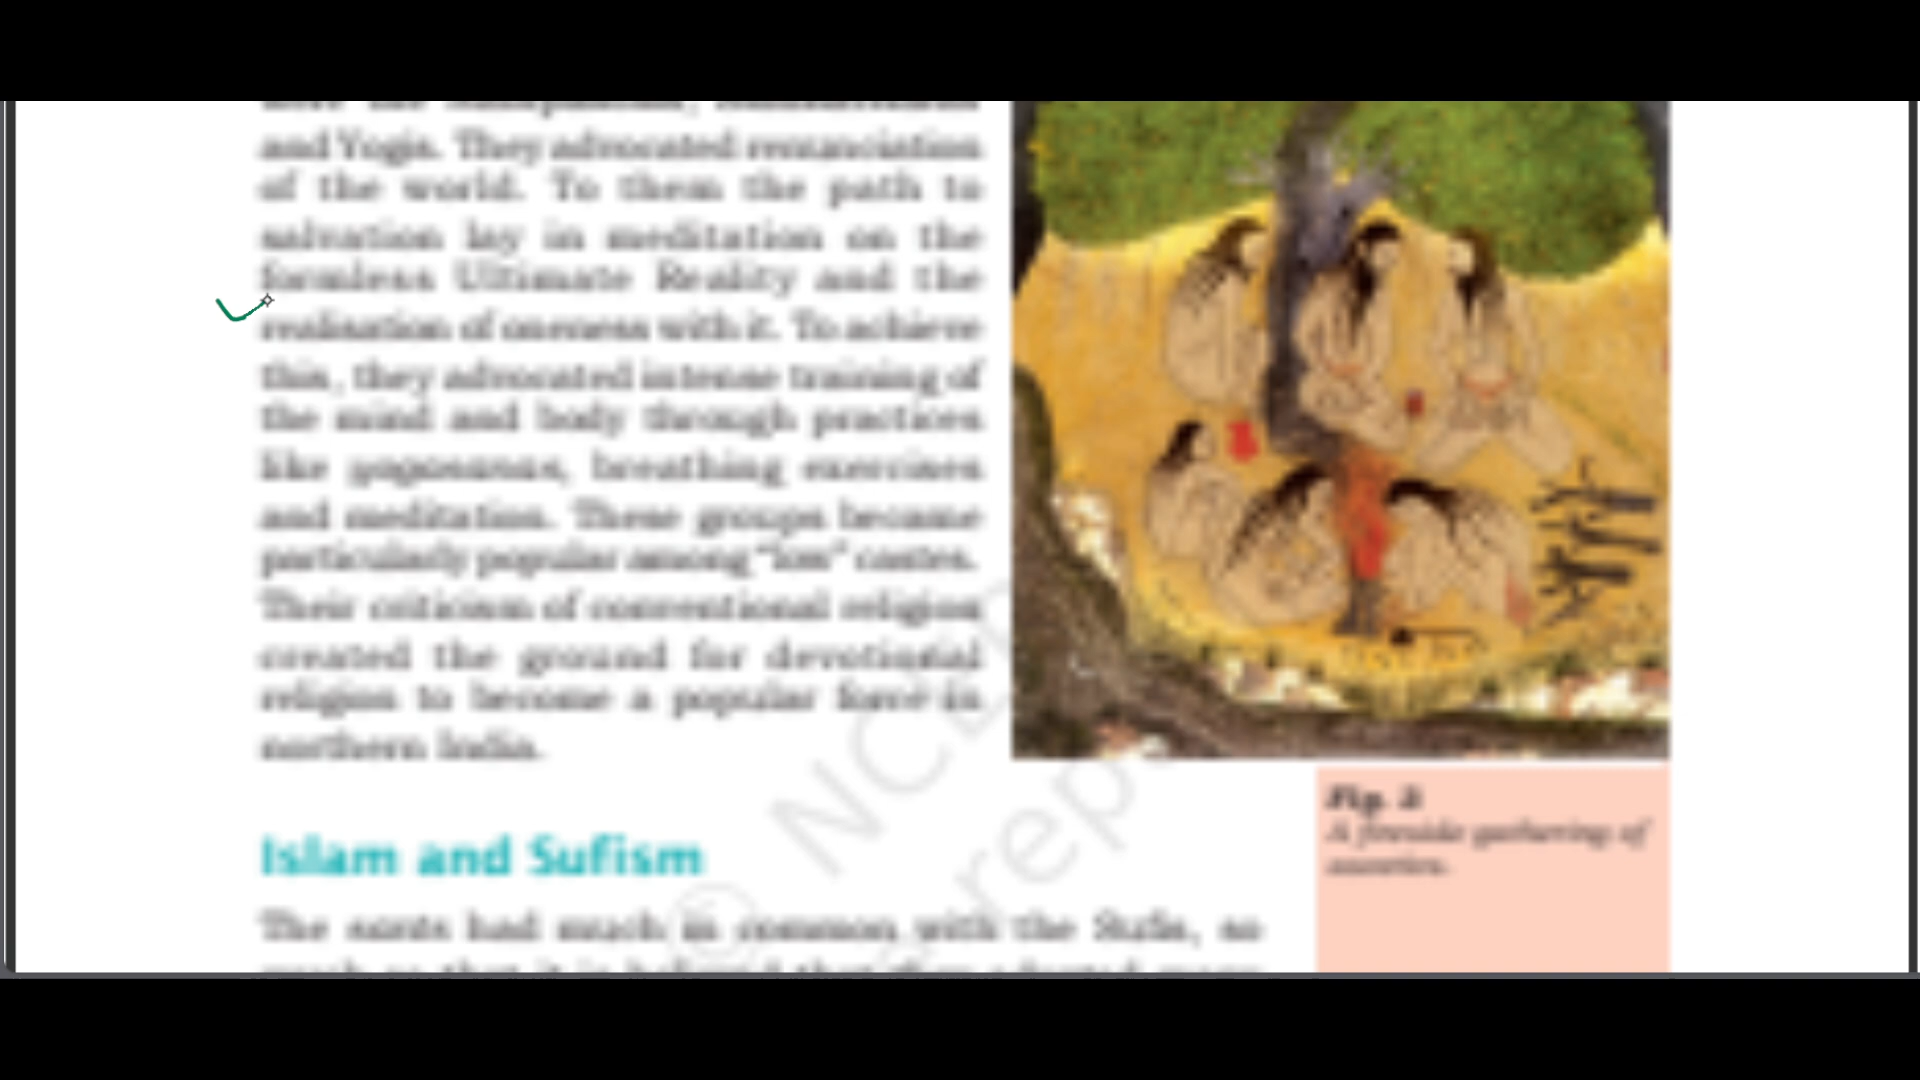 and Yogis. They advocated renunciation
of the world. To them the path to
salvation lay in meditation on the
formless Ultimate Reality and the
realisation of oneness with it. To achieve
this, they advocated intense training of
the mind and body through practices
like yogasanas, breathing exercises
and meditation. These groups became
particularly popular among "low" castes.
Their criticism of conventional religion
created the ground for devotional
religion to become a popular force in
northern India.
Islam and Sufism
The sants had much in common with the Sufis, so
Fig. 
A fireside gathering of
ascetics.
© NCE
repu